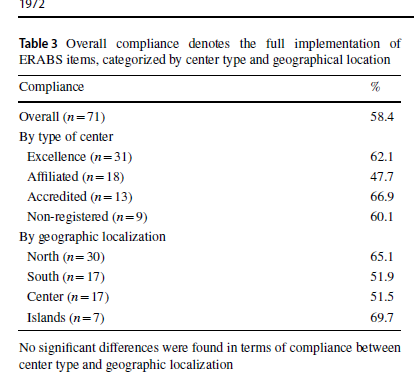 1972
Table 3 Overall compliance denotes the full implementation of
ERABS items, categorized by center type and geographical location
Compliance %
Overall (n=71) 58.4
By type of center
Excellence (n=31) 62.1
Affiliated (n=18) 47.7
Accredited (n=13) 66.9
Non-registered (n=9) 60.1
By geographic localization
North (n=30) 65.1
South (n=17) 51.9
Center (n=17) 51.5
Islands (n=7) 69.7
No significant differences were found in terms of compliance between
center type and geographic localization